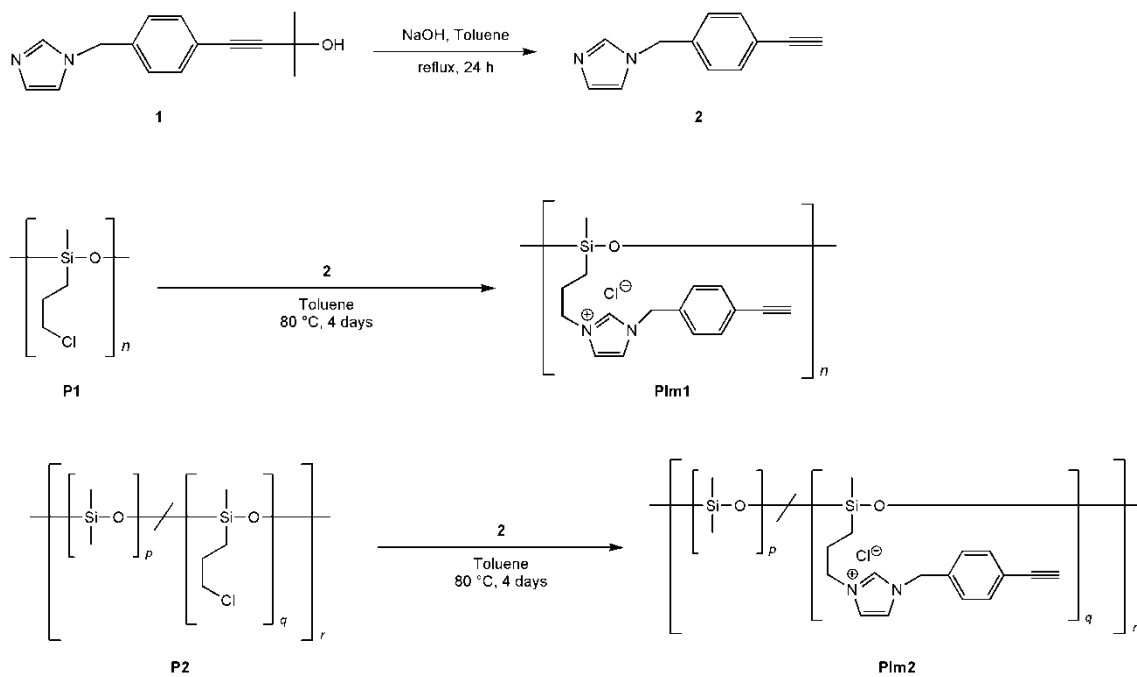 N
N
OH
1
NaOH, Toluene
reflux, 24 h
N
N
2
Si
O
Cl
n
P1
2
Toluene
80 °C, 4 days
Si
O
Cl⊖
⊕
N
N
n
PIm1
Si
O
p
Si
O
Cl
q
r
P2
2
Toluene
80 °C, 4 days
Si
O
p
Si
O
Cl⊖
⊕
N
N
q
r
PIm2